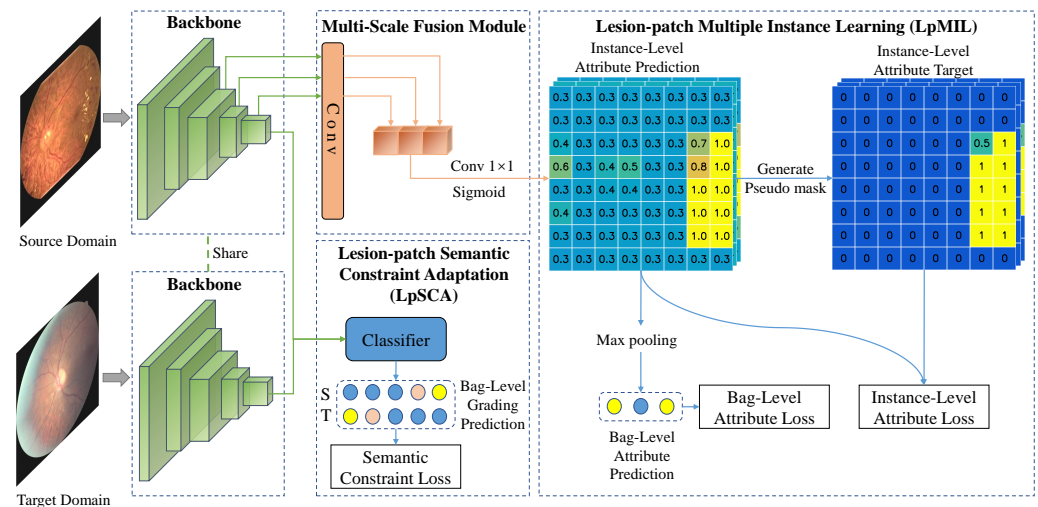 Backbone
Source Domain
Share
Backbone
Target Domain
Multi-Scale Fusion Module
Conv
Conv 1×1
Sigmoid
Lesion-patch Semantic
Constraint Adaptation
(LpSCA)
Classifier
S
T
Bag-Level
Grading
Prediction
Semantic
Constraint Loss
Lesion-patch Multiple Instance Learning (LpMIL)
Instance-Level
Attribute Prediction
0.3 0.3 0.3 0.3 0.3 0.3 0.3 0.3
0.3 0.3 0.3 0.3 0.3 0.3 0.3 0.3
0.4 0.3 0.3 0.3 0.3 0.3 0.7 1.0
0.6 0.3 0.4 0.5 0.3 0.3 0.8 1.0
0.3 0.3 0.4 0.4 0.3 0.3 1.0 1.0
0.4 0.3 0.3 0.3 0.3 0.3 1.0 1.0
0.3 0.3 0.3 0.3 0.3 0.3 1.0 1.0
0.3 0.3 0.3 0.3 0.3 0.3 0.3 0.3
Generate
Pseudo mask
Instance-Level
Attribute Target
0 0 0 0 0 0 0 0
0 0 0 0 0 0 0 0
0 0 0 0 0 0 0.5 1
0 0 0 0 0 0 1 1
0 0 0 0 0 0 1 1
0 0 0 0 0 0 1 1
0 0 0 0 0 0 1 1
0 0 0 0 0 0 0 0
Max pooling
Bag-Level
Attribute
Prediction
Bag-Level
Attribute Loss
Instance-Level
Attribute Loss